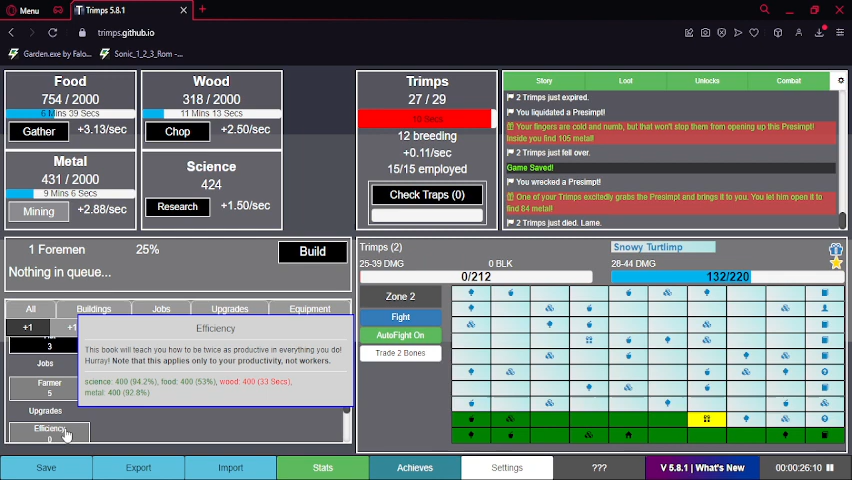 Menu
Trimps 5.8.1
trimps.github.io
Garden.exe by Falo...
Sonic_1_2_3_Rom -...
Food
754 / 2000
6 Mins 39 Secs
Gather
+3.13/sec
Wood
318 / 2000
11 Mins 13 Secs
Chop
+2.50/sec
Metal
431 / 2000
9 Mins 6 Secs
Mining
+2.88/sec
Science
424
Research
+1.50/sec
Trimps
27 / 29
10 Secs
12 breeding
+0.11/sec
15/15 employed
Check Traps (0)
Story
Loot
Unlocks
Combat
2 Trimps just expired.
You liquidated a Presimpt!
Your fingers are cold and numb, but that won't stop them from opening up this Presimpt!
Inside you find 105 metal!
2 Trimps just fell over.
Game Saved!
You wrecked a Presimpt!
One of your Trimps excitedly grabs the Presimpt and brings it to you. You let him open it to
find 84 metal!
2 Trimps just died. Lame.
1 Foremen
25%
Build
Nothing in queue...
All
Buildings
Jobs
Upgrades
Equipment
+1
Efficiency
This book will teach you how to be twice as productive in everything you do!
Hurray! Note that this applies only to your productivity, not workers.
science: 400 (94.2%), food: 400 (53%), wood: 400 (33 Secs),
metal: 400 (92.8%)
3
Jobs
Farmer
5
Upgrades
Efficiency
0
Trimps (2)
25-39 DMG
0 BLK
0/212
Snowy Turtlimp
28-44 DMG
132/220
Zone 2
Fight
AutoFight On
Trade 2 Bones
Save
Export
Import
Stats
Achieves
Settings
???
V 5.8.1 | What's New
00:00:26:10